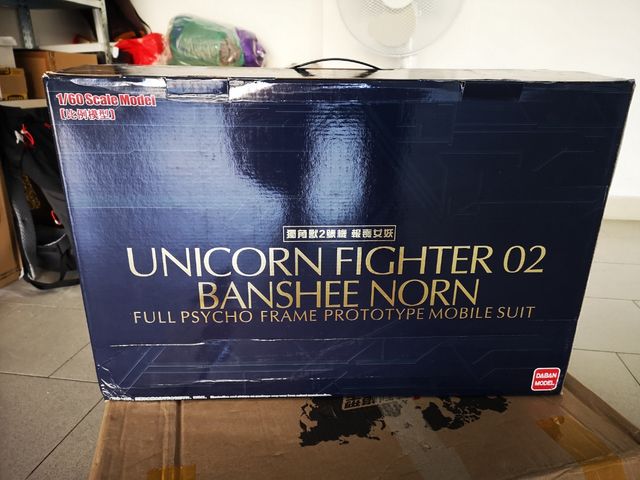 1/60 Scale Model
【比例模型】
獨角獸2號機 報喪女妖
UNICORN FIGHTER 02
BANSHEE NORN
FULL PSYCHO FRAME PROTOTYPE MOBILE SUIT
DABAN
MODEL